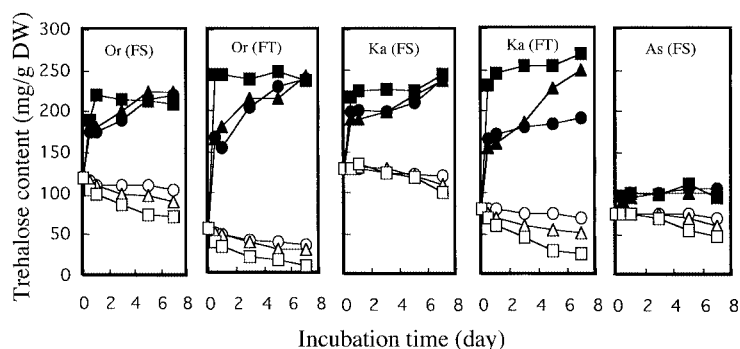 Trehalose content (mg/g DW)
300
250
200
150
100
50
0
Or (FS)
Or (FT)
Ka (FS)
Ka (FT)
As (FS)
0 2 4 6 8
0 2 4 6 8
0 2 4 6 8
0 2 4 6 8
0 2 4 6 8
Incubation time (day)